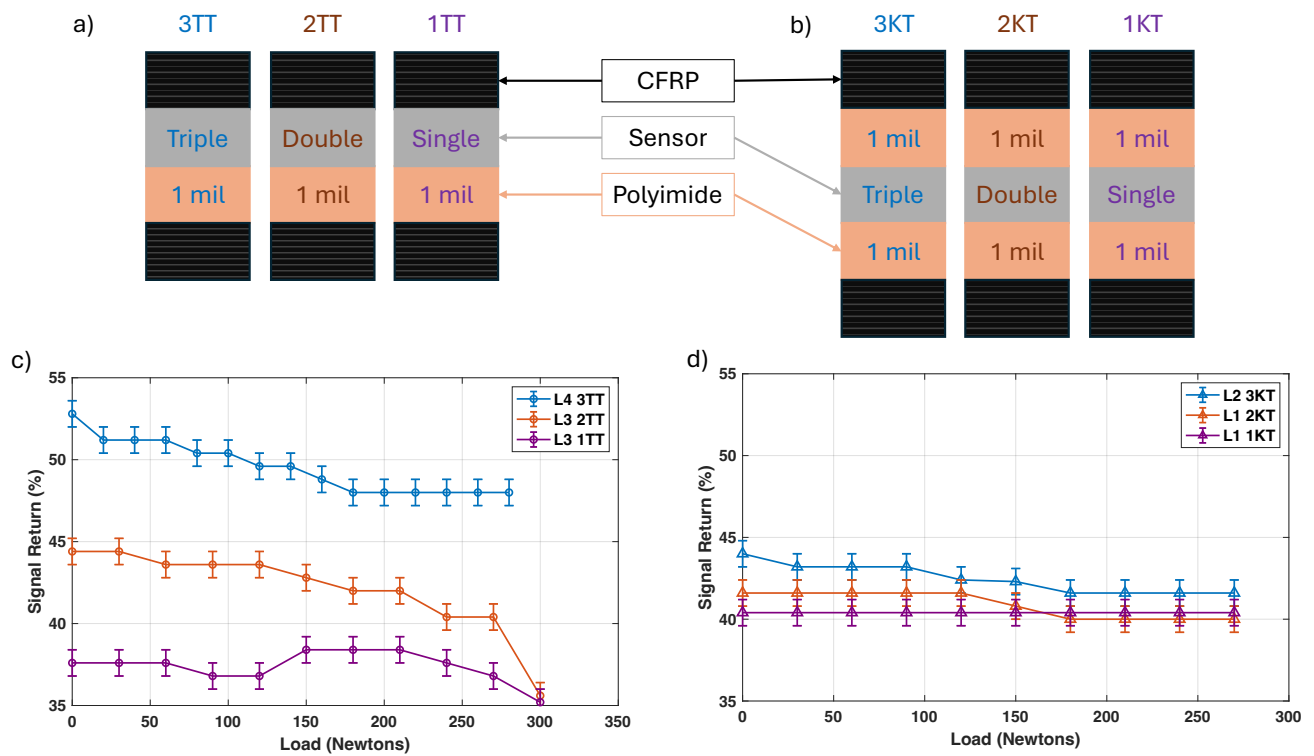 a)
3TT 2TT 1TT
b)
3KT 2KT 1KT
CFRP
Triple Double Single
Sensor
1 mil 1 mil 1 mil
1 mil 1 mil 1 mil
Polyimide
Triple Double Single
1 mil 1 mil 1 mil
c)
55
50
45
40
35
Signal Return (%)
L4 3TT
L3 2TT
L3 1TT
0 50 100 150 200 250 300 350
Load (Newtons)
d)
55
50
45
40
35
Signal Return (%)
L2 3KT
L1 2KT
L1 1KT
0 50 100 150 200 250 300
Load (Newtons)